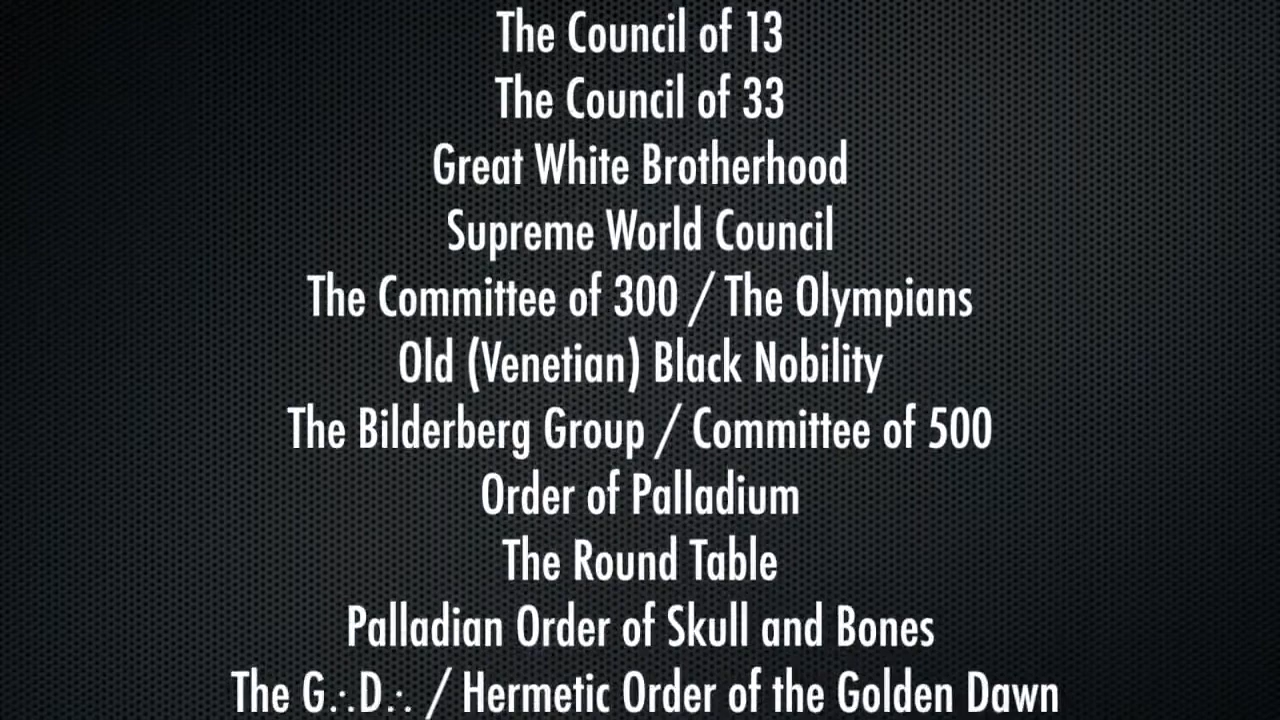 The Council of 13
The Council of 33
Great White Brotherhood
Supreme World Council
The Committee of 300 / The Olympians
Old (Venetian) Black Nobility
The Bilderberg Group / Committee of 500
Order of Palladium
The Round Table
Palladian Order of Skull and Bones
The G∴D∴ / Hermetic Order of the Golden Dawn